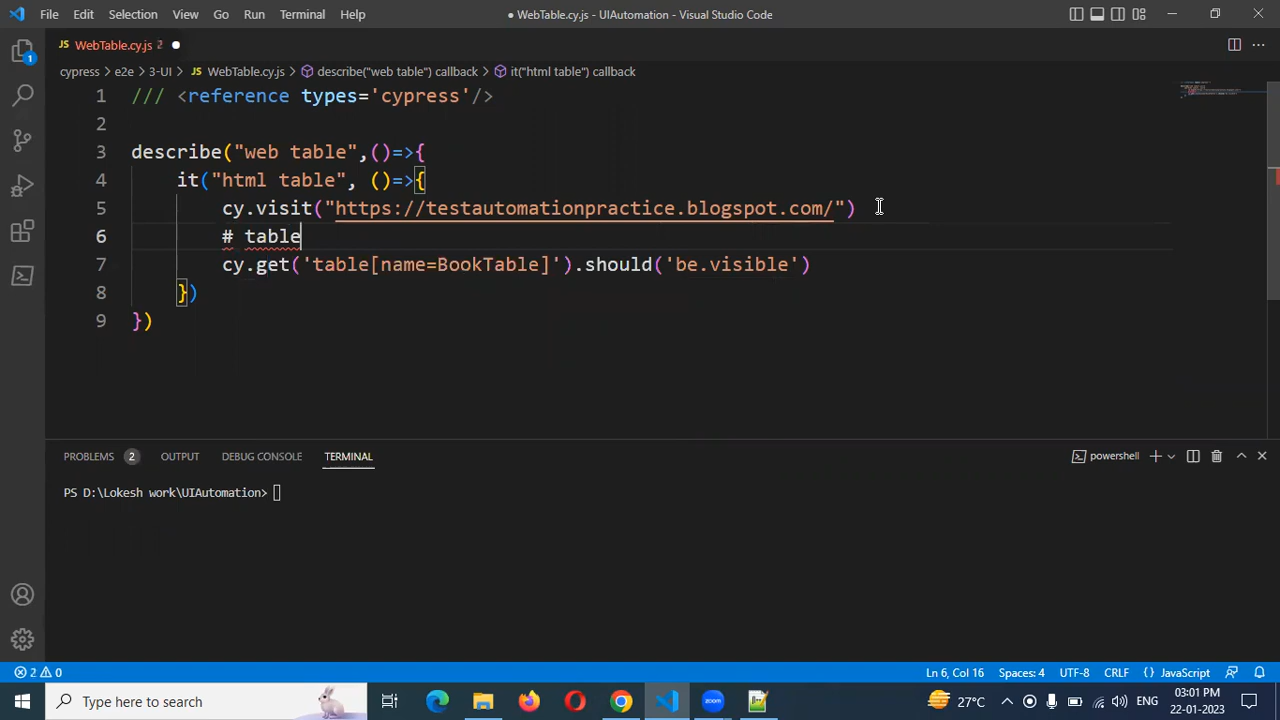 File Edit Selection View Go Run Terminal Help
● WebTable.cy.js - UIAutomation - Visual Studio Code
JS WebTable.cy.js 2 ●
cypress > e2e > 3-UI > JS WebTable.cy.js > describe("web table") callback > it("html table") callback
1 /// <reference types='cypress'/>
2
3 describe("web table",()=>{
4 it("html table", ()=>{
5 cy.visit("https://testautomationpractice.blogspot.com/")
6 # table
7 cy.get('table[name=BookTable]').should('be.visible')
8 })
9 })
PROBLEMS 2 OUTPUT DEBUG CONSOLE TERMINAL
powershell
PS D:\Lokesh work\UIAutomation>
1
2 0
Ln 6, Col 16 Spaces: 4 UTF-8 CRLF {} JavaScript
Type here to search
zoom
27°C
ENG
03:01 PM
22-01-2023